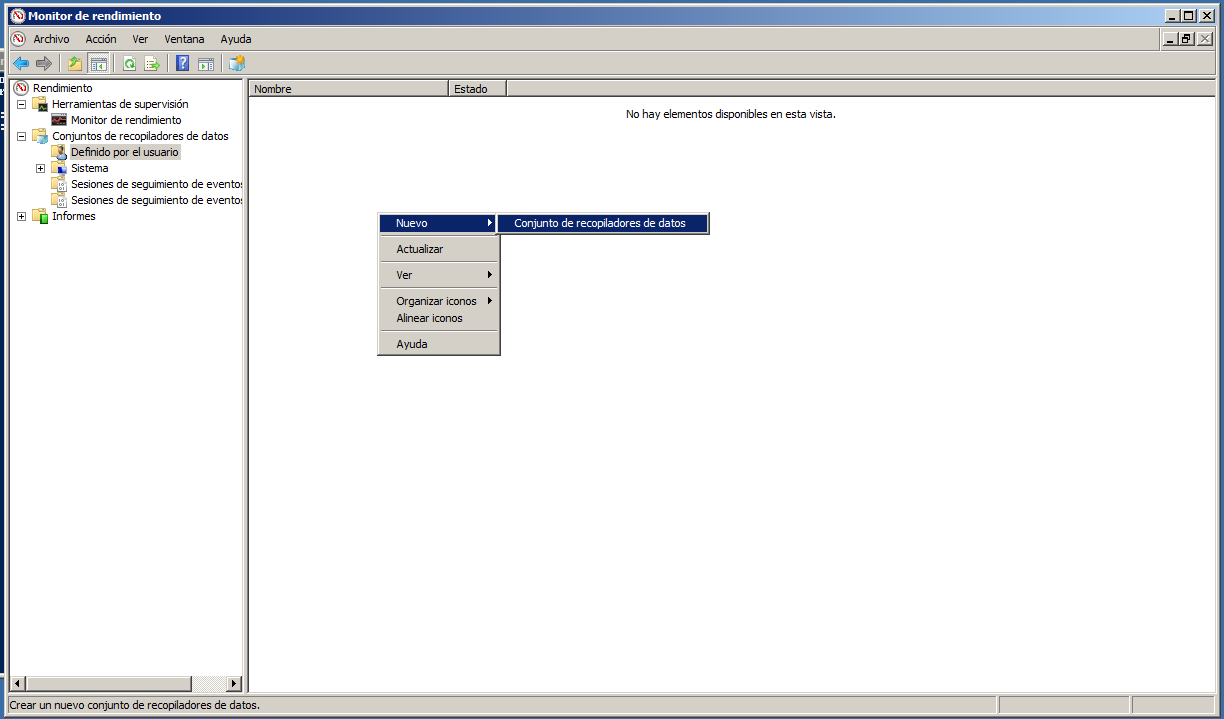 Monitor de rendimiento
Archivo Acción Ver Ventana Ayuda
Rendimiento
Herramientas de supervisión
Monitor de rendimiento
Conjuntos de recopiladores de datos
Definido por el usuario
Sistema
Sesiones de seguimiento de eventos
Sesiones de seguimiento de eventos
Informes
Nombre Estado
No hay elementos disponibles en esta vista.
Nuevo
Conjunto de recopiladores de datos
Actualizar
Ver
Organizar iconos
Alinear iconos
Ayuda
Crear un nuevo conjunto de recopiladores de datos.